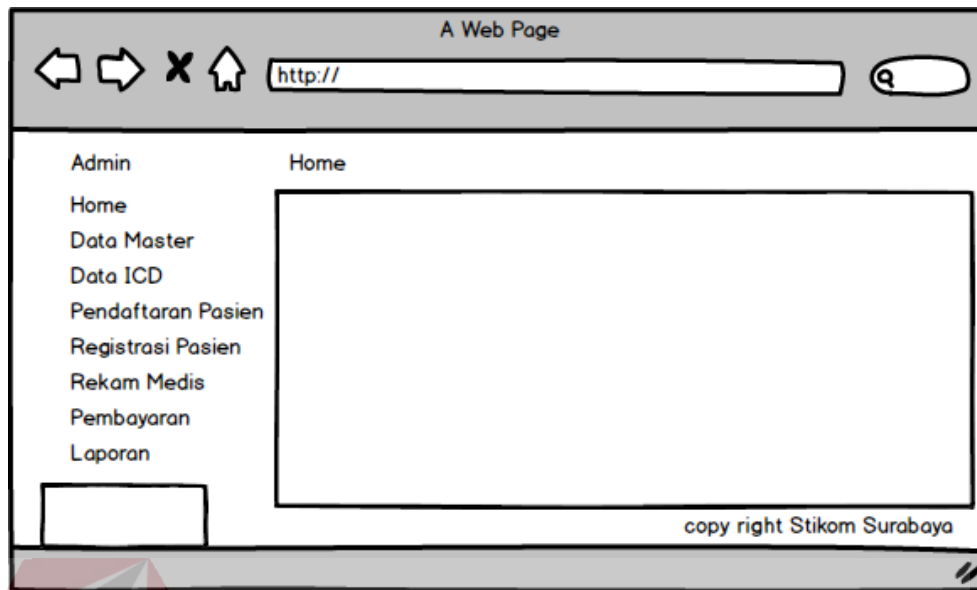 A Web Page
http://
Admin
Home
Home
Data Master
Data ICD
Pendaftaran Pasien
Registrasi Pasien
Rekam Medis
Pembayaran
Laporan
copy right Stikom Surabaya